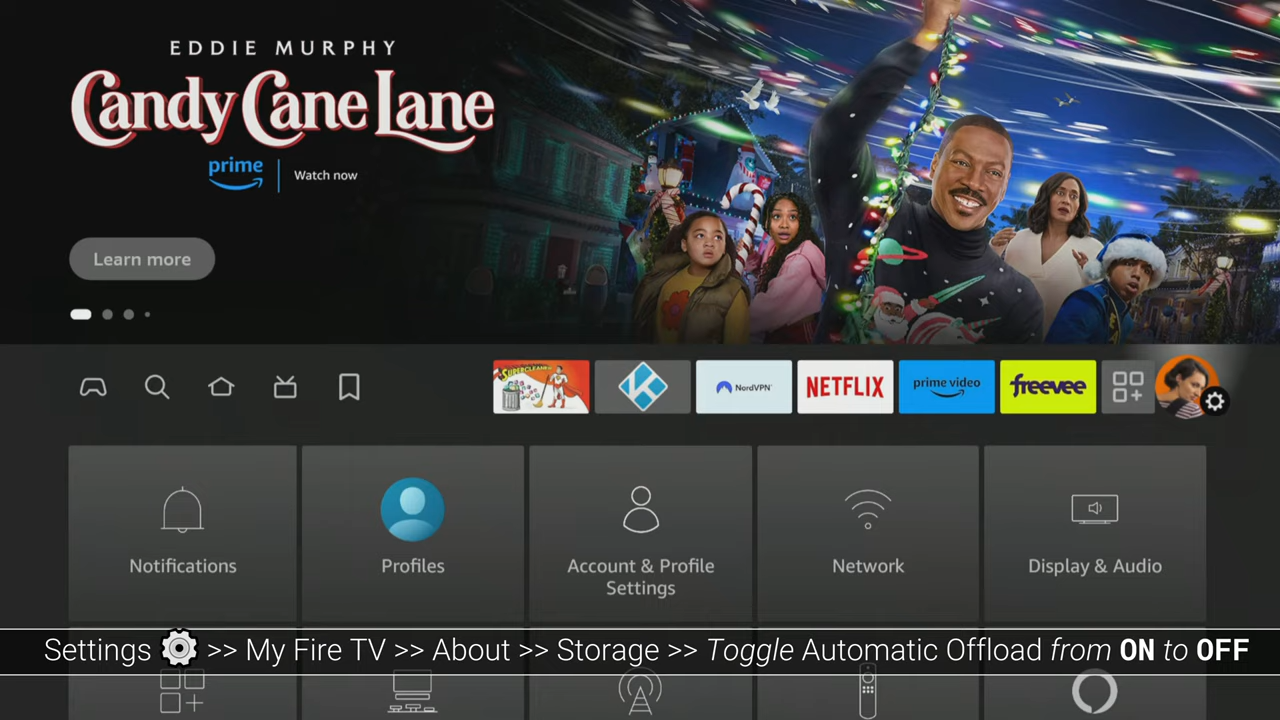 EDDIE MURPHY
Candy Cane Lane
prime
Watch now
Learn more
SUPERCLEANER
NordVPN
NETFLIX
prime video
freevee
Notifications
Profiles
Account & Profile
Settings
Network
Display & Audio
Settings >> My Fire TV >> About >> Storage >> Toggle Automatic Offload from ON to OFF